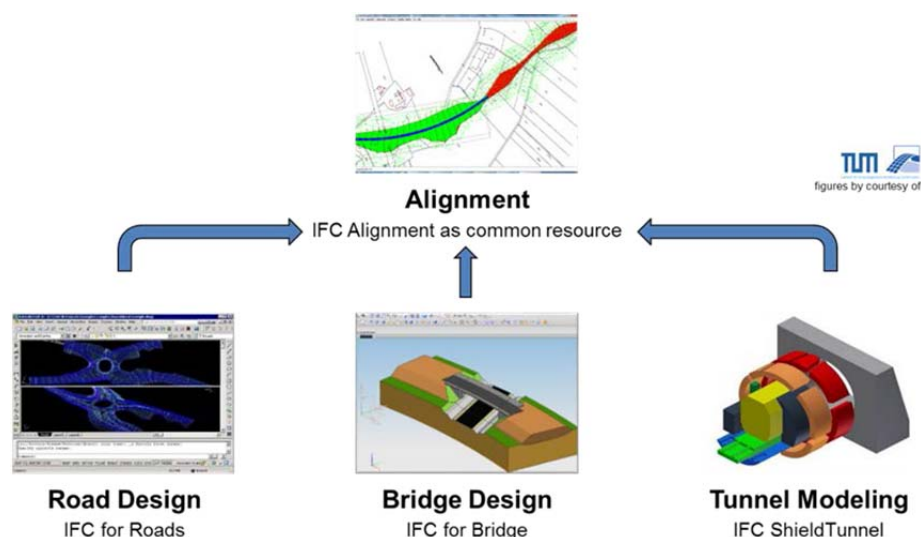 Alignment
IFC Alignment as common resource
TUM
figures by courtesy of
Road Design
IFC for Roads
Bridge Design
IFC for Bridge
Tunnel Modeling
IFC ShieldTunnel